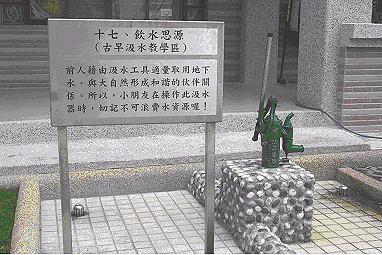 十七、飲水思源
（古早汲水教學區）
前人藉由汲水工具適量取用地下
水，與大自然形成和諧的伙伴關
係。所以，小朋友在操作此汲水
器時，切記不可浪費水資源喔！